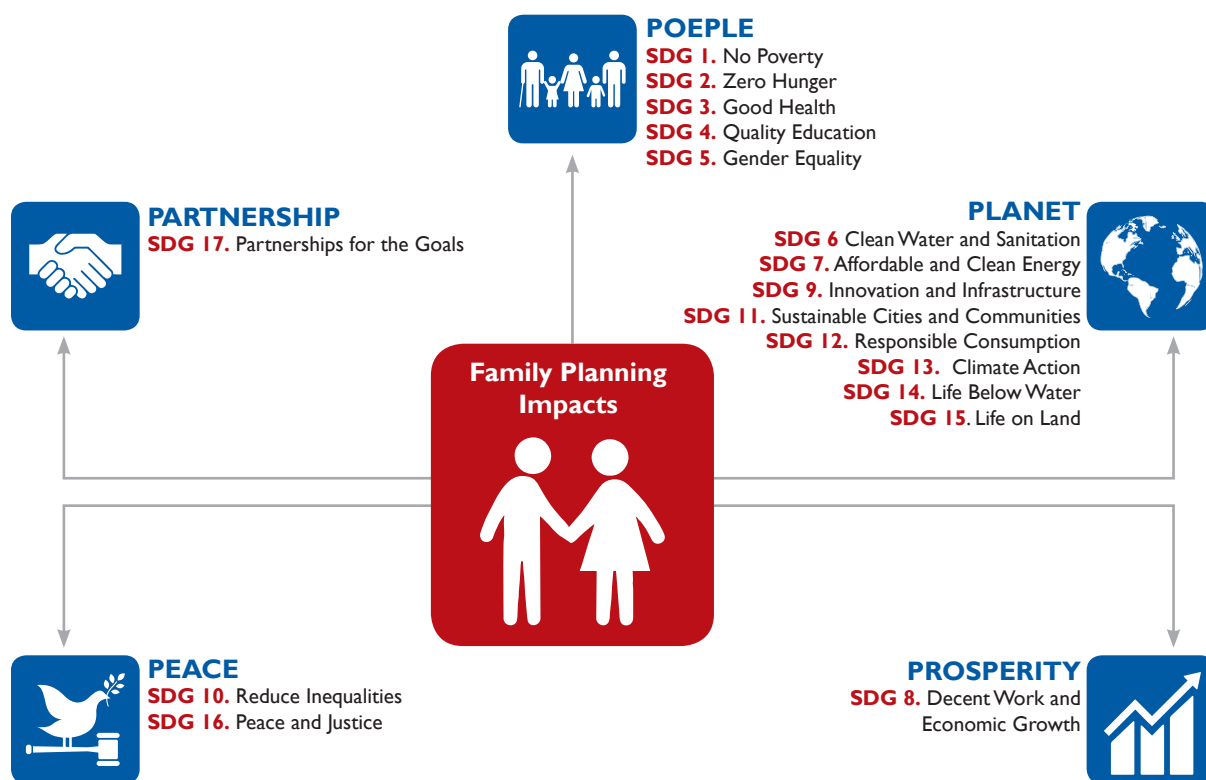 POEPLE
SDG 1. No Poverty
SDG 2. Zero Hunger
SDG 3. Good Health
SDG 4. Quality Education
SDG 5. Gender Equality
PARTNERSHIP
SDG 17. Partnerships for the Goals
PLANET
SDG 6 Clean Water and Sanitation
SDG 7. Affordable and Clean Energy
SDG 9. Innovation and Infrastructure
SDG 11. Sustainable Cities and Communities
SDG 12. Responsible Consumption
SDG 13. Climate Action
SDG 14. Life Below Water
SDG 15. Life on Land
Family Planning
Impacts
PEACE
SDG 10. Reduce Inequalities
SDG 16. Peace and Justice
PROSPERITY
SDG 8. Decent Work and
Economic Growth